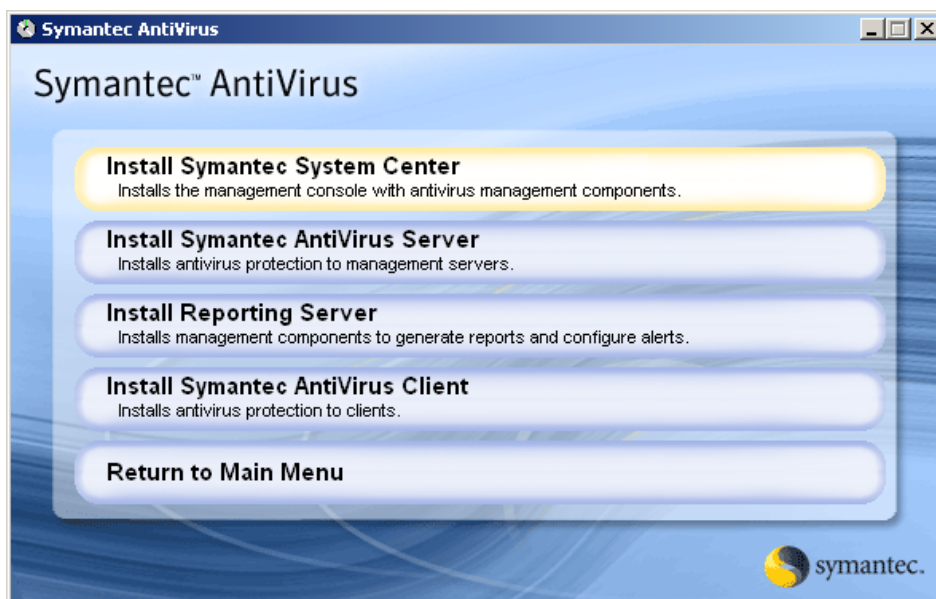 Symantec AntiVirus
Symantec™ AntiVirus
Install Symantec System Center
Installs the management console with antivirus management components.
Install Symantec AntiVirus Server
Installs antivirus protection to management servers.
Install Reporting Server
Installs management components to generate reports and configure alerts.
Install Symantec AntiVirus Client
Installs antivirus protection to clients.
Return to Main Menu
symantec.